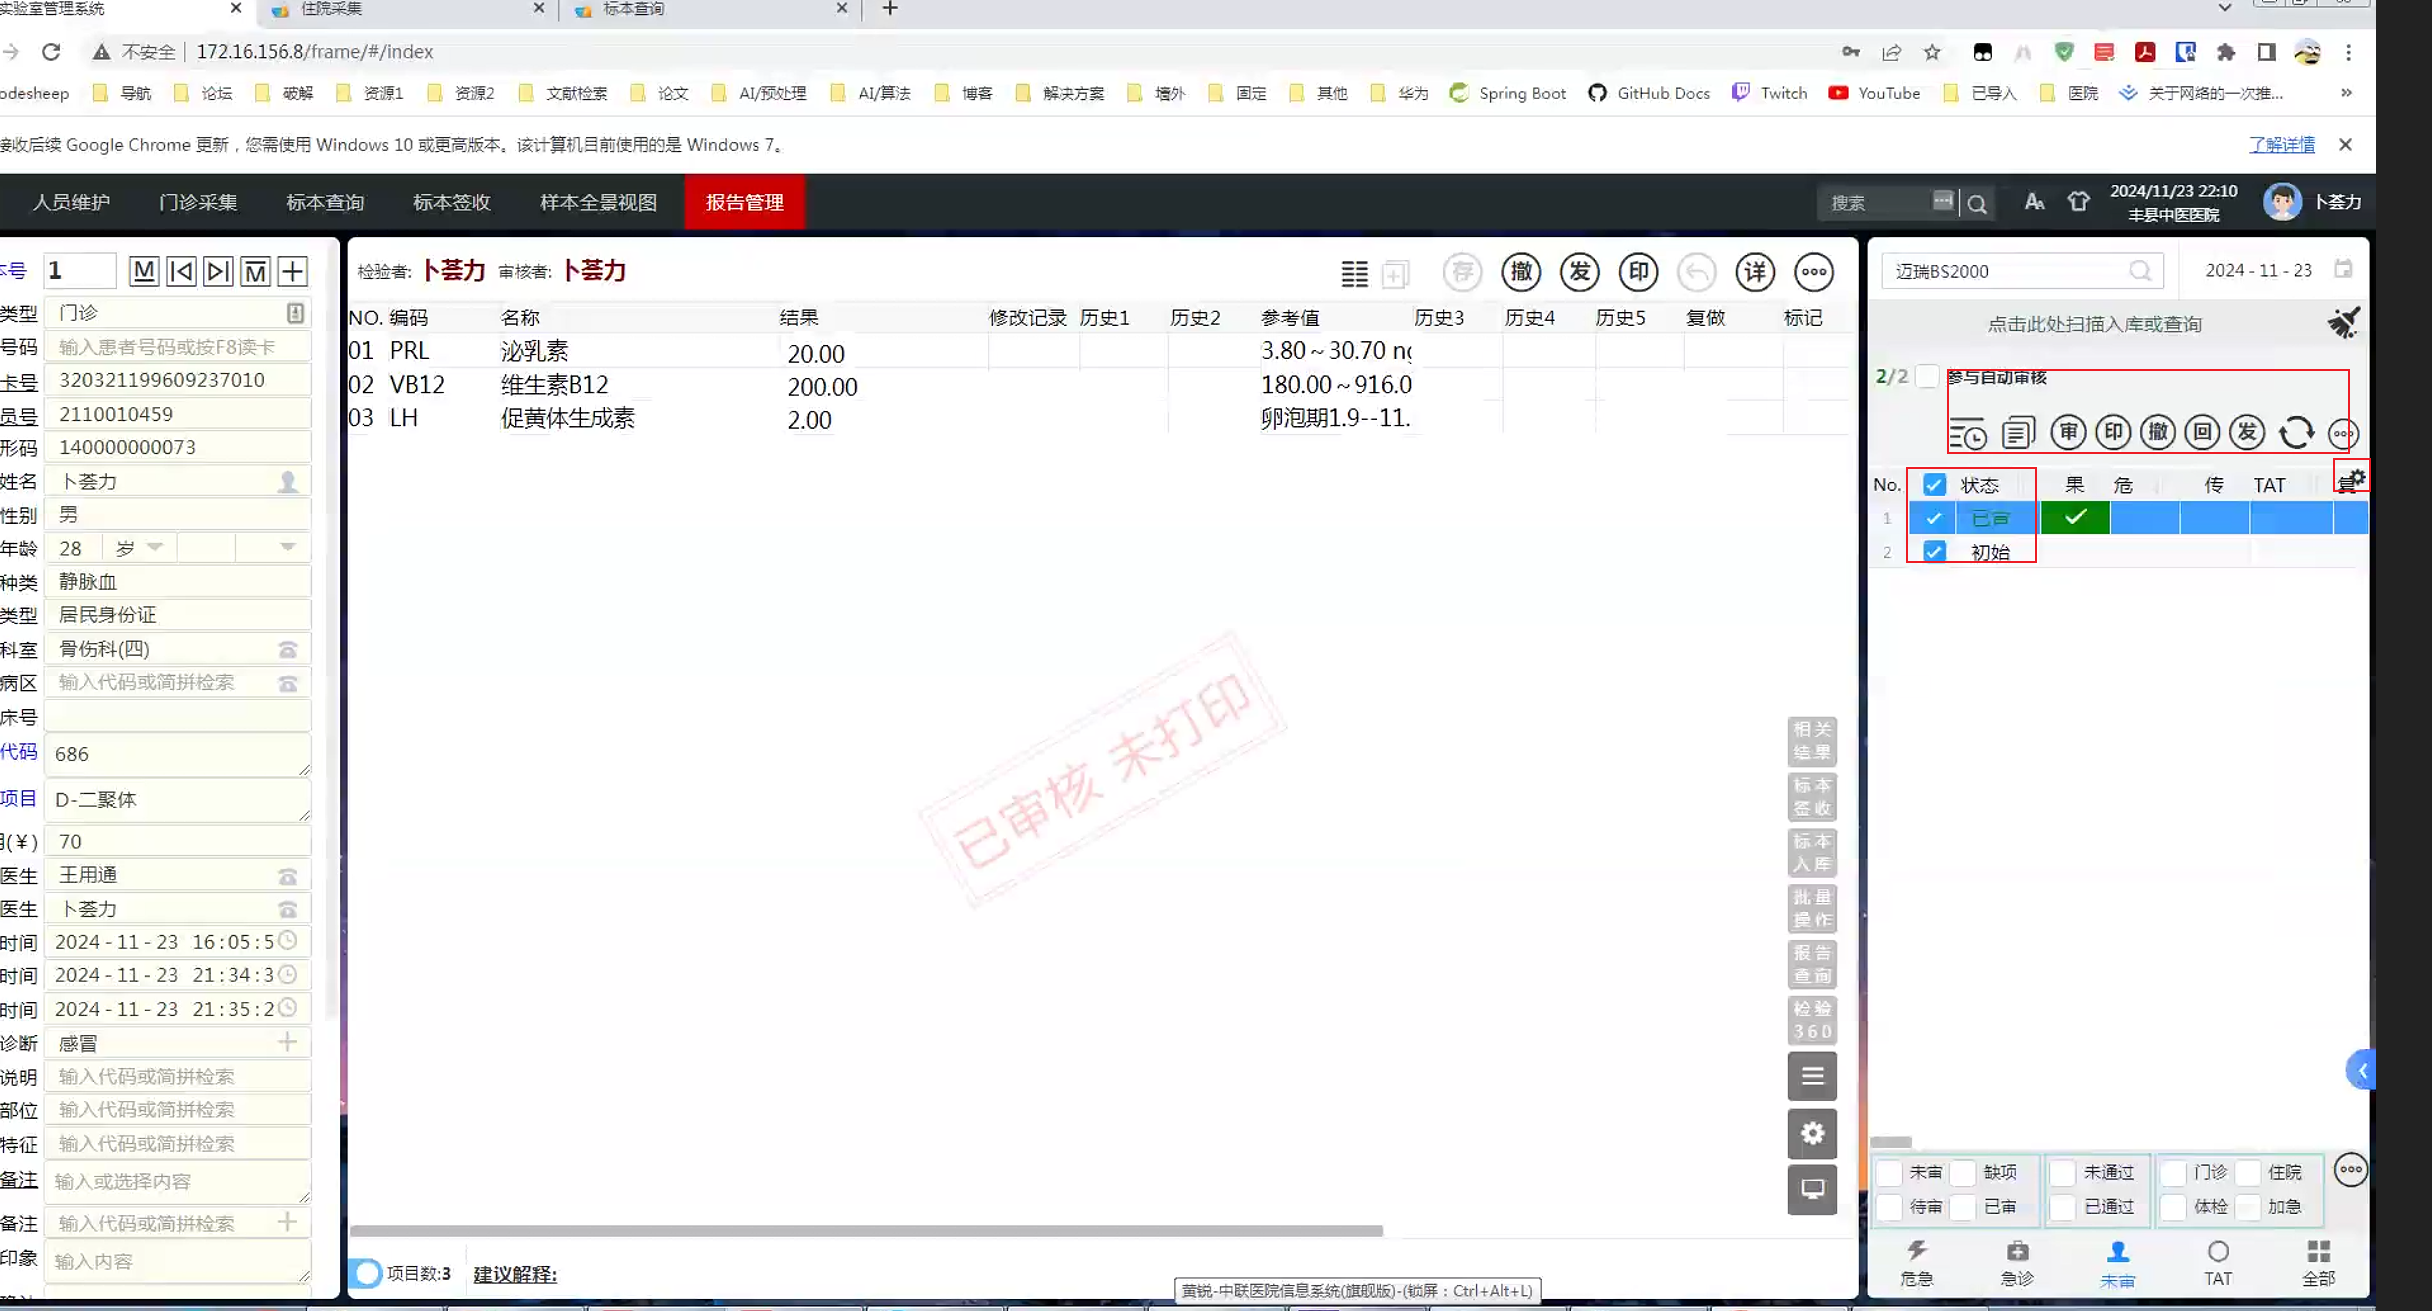 实验室管理系统
住院采集
标本查询
不安全
172.16.156.8/frame/#/index
odesheep
导航
论坛
破解
资源1
资源2
文献检索
论文
AI/预处理
AI/算法
博客
解决方案
墙外
固定
其他
华为
Spring Boot
GitHub Docs
Twitch
YouTube
已导入
医院
关于网络的一次推...
接收后续 Google Chrome 更新，您需使用 Windows 10 或更高版本。该计算机目前使用的是 Windows 7。
了解详情
人员维护
门诊采集
标本查询
标本签收
样本全景视图
报告管理
搜索
2024/11/23 22:10
丰县中医医院
卜荟力
本号 1
类型 门诊
号码 输入患者号码或按F8读卡
卡号 320321199609237010
员号 2110010459
形码 140000000073
姓名 卜荟力
性别 男
年龄 28 岁
种类 静脉血
类型 居民身份证
科室 骨伤科(四)
病区 输入代码或简拼检索
床号
代码 686
项目 D-二聚体
用(¥) 70
医生 王用通
医生 卜荟力
时间 2024-11-23 16:05:5
时间 2024-11-23 21:34:3
时间 2024-11-23 21:35:2
诊断 感冒
说明 输入代码或简拼检索
部位 输入代码或简拼检索
特征 输入代码或简拼检索
备注 输入或选择内容
备注 输入代码或简拼检索
印象 输入内容
检验者: 卜荟力 审核者: 卜荟力
存 撤 发 印 详
NO. 编码 名称 结果 修改记录 历史1 历史2 参考值 历史3 历史4 历史5 复做 标记
01 PRL 泌乳素 20.00 3.80～30.70 ng
02 VB12 维生素B12 200.00 180.00～916.0
03 LH 促黄体生成素 2.00 卵泡期1.9--11.
已审核 未打印
相关结果
标本签收
标本入库
批量操作
报告查询
检验360
项目数:3 建议解释:
黄锐-中联医院信息系统(旗舰版)-(锁屏：Ctrl+Alt+L)
迈瑞BS2000
2024-11-23
点击此处扫描入库或查询
2/2 参与自动审核
审 印 撤 回 发
No. 状态 果 危 传 TAT 复
1 已审
2 初始
未审 缺项 未通过 门诊 住院
待审 已审 已通过 体检 加急
危急 急诊 未审 TAT 全部